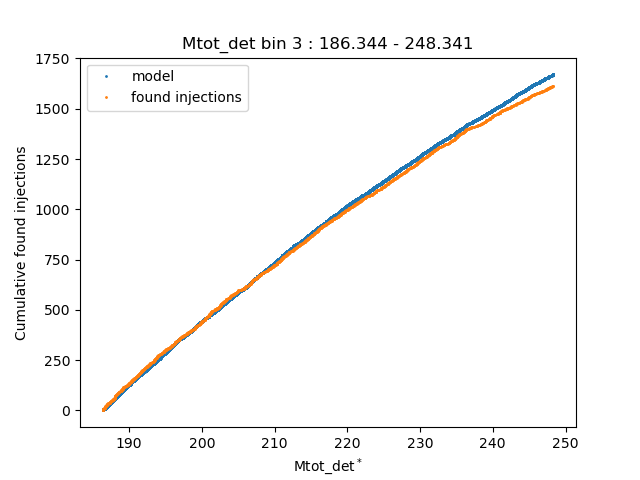 Mtot_det bin 3 : 186.344 - 248.341
model
found injections
Cumulative found injections
1750
1500
1250
1000
750
500
250
0
190 200 210 220 230 240 250
Mtot_det*